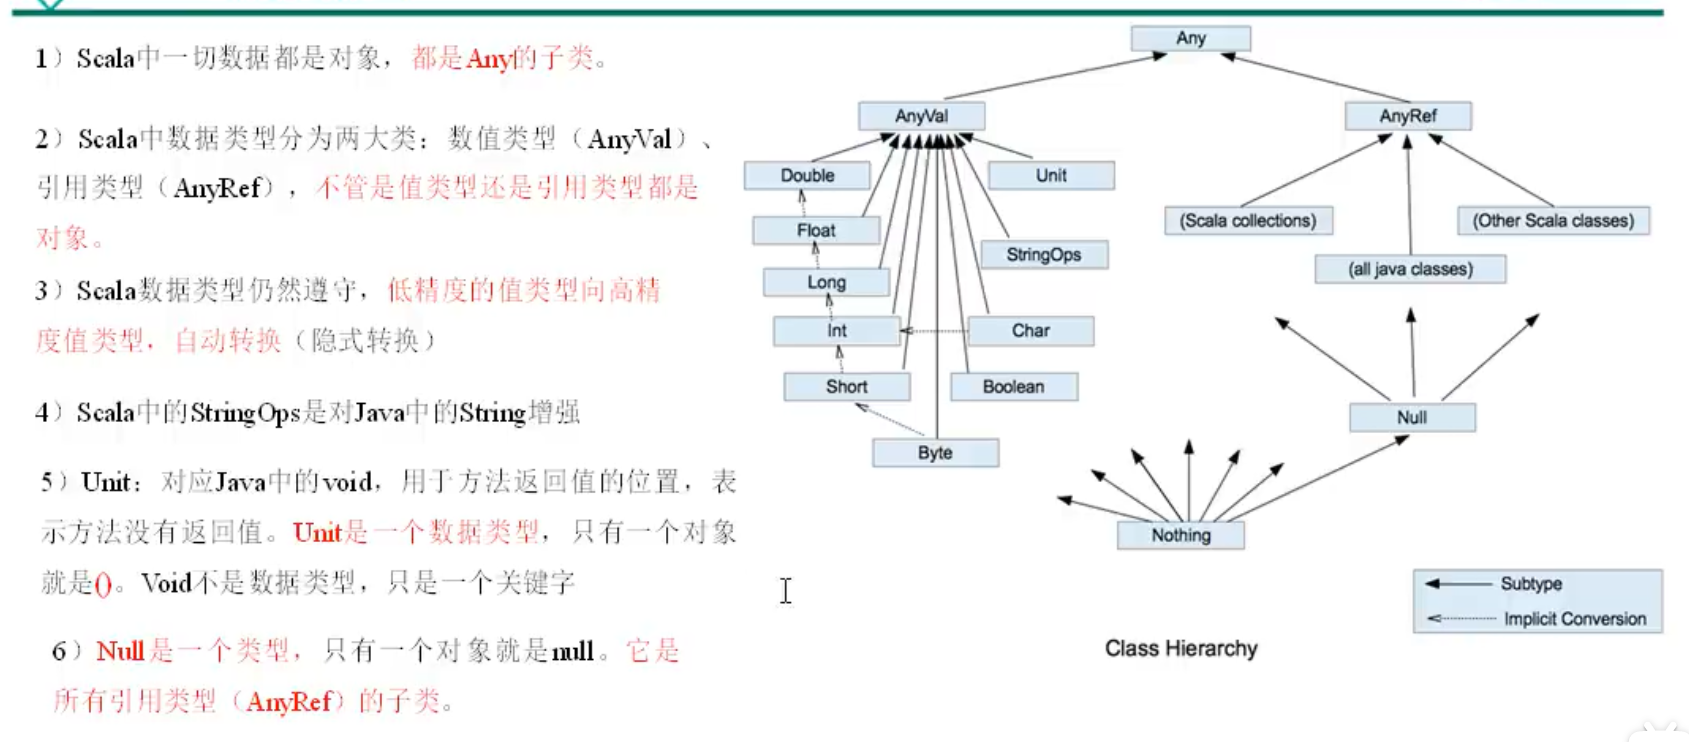 1）Scala中一切数据都是对象，都是Any的子类。
2）Scala中数据类型分为两大类：数值类型（AnyVal）、
引用类型（AnyRef），不管是值类型还是引用类型都是
对象。
3）Scala数据类型仍然遵守，低精度的值类型向高精
度值类型，自动转换（隐式转换）
4）Scala中的StringOps是对Java中的String增强
5）Unit：对应Java中的void，用于方法返回值的位置，表
示方法没有返回值。Unit是一个数据类型，只有一个对象
就是()。Void不是数据类型，只是一个关键字
6）Null是一个类型，只有一个对象就是null。它是
所有引用类型（AnyRef）的子类。
Any
AnyVal
AnyRef
Double
Unit
Float
(Scala collections)
(Other Scala classes)
StringOps
(all java classes)
Long
Int
Char
Short
Boolean
Null
Byte
Nothing
Subtype
Implicit Conversion
Class Hierarchy